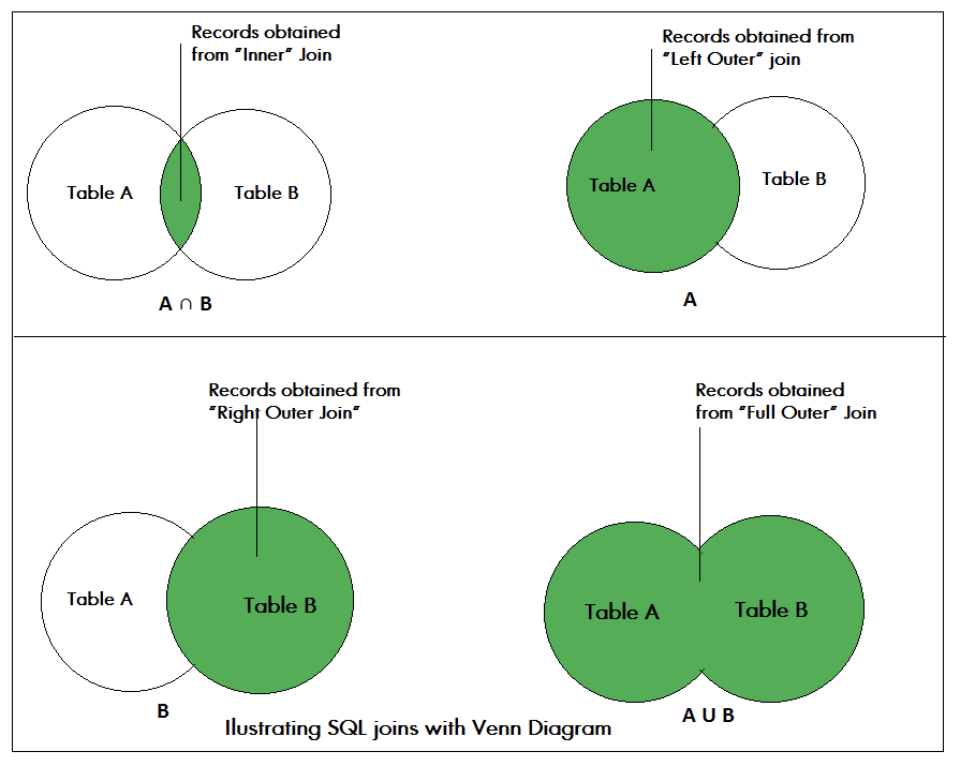 Records obtained
from "Inner" Join
Table A
Table B
A ∩ B
Records obtained from
"Left Outer" join
Table A
Table B
A
Records obtained from
"Right Outer Join"
Table A
Table B
B
Records obtained
from "Full Outer" Join
Table A
Table B
A U B
Ilustrating SQL joins with Venn Diagram